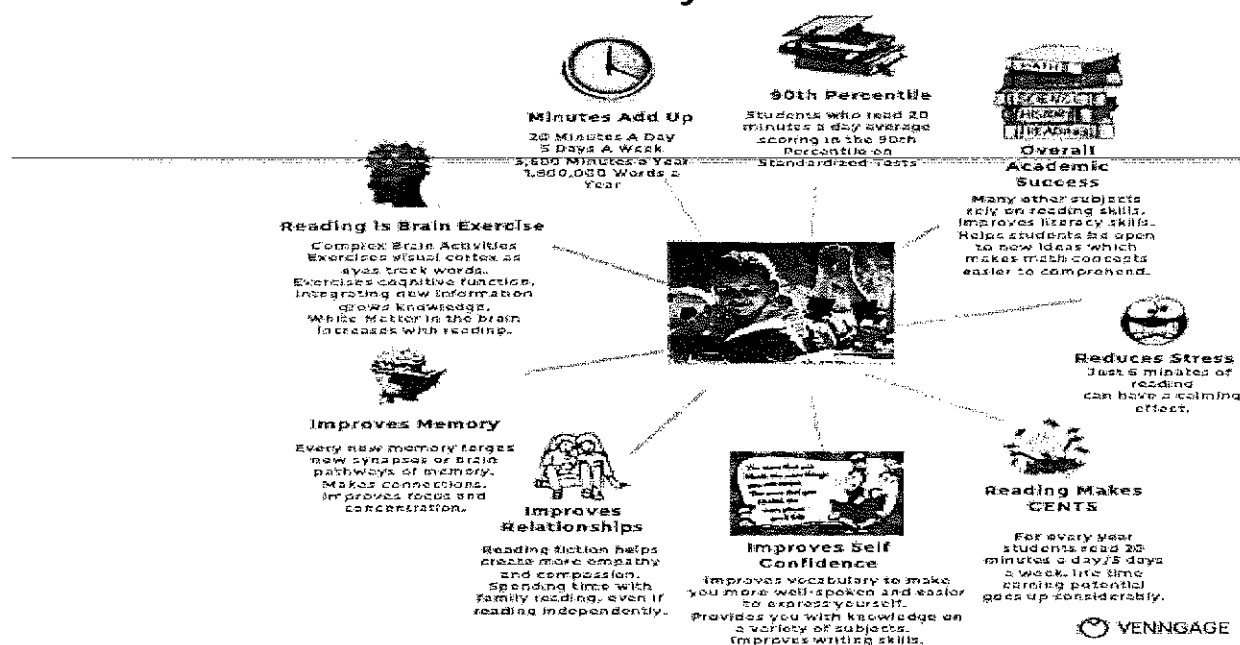 Minutes Add Up
20 Minutes A Day
5 Days A Week
3,600 Minutes a Year
1,800,000 Words a
Year
90th Percentile
Students who read 20
minutes a day average
scoring in the 90th
Percentile on
Standardized Tests
MATH
SCIENCE
READING
Overall
Academic
Success
Many other subjects
rely on reading skills.
Improves literacy skills.
Helps students be open
to new ideas which
makes math concepts
easier to comprehend.
Reading is Brain Exercise
Complex Brain Activities
Exercises visual cortex as
eyes track words.
Exercises cognitive function,
integrating new information
grows knowledge.
White Matter in the brain
increases with reading.
Reduces Stress
Just 6 minutes of
reading
can have a calming
effect.
Improves Memory
Every new memory forges
new synapses or brain
pathways of memory.
Makes connections.
Improves focus and
concentration.
Improves
Relationships
Reading fiction helps
create more empathy
and compassion.
Spending time with
family reading, even if
reading independently.
The more that you
Improves Self
Confidence
Improves vocabulary to make
you more well-spoken and easier
to express yourself.
Provides you with knowledge on
a variety of subjects.
Improves writing skills.
Reading Makes
CENTS
For every year
students read 20
minutes a day/5 days
a week, life time
earning potential
goes up considerably.
VENNGAGE